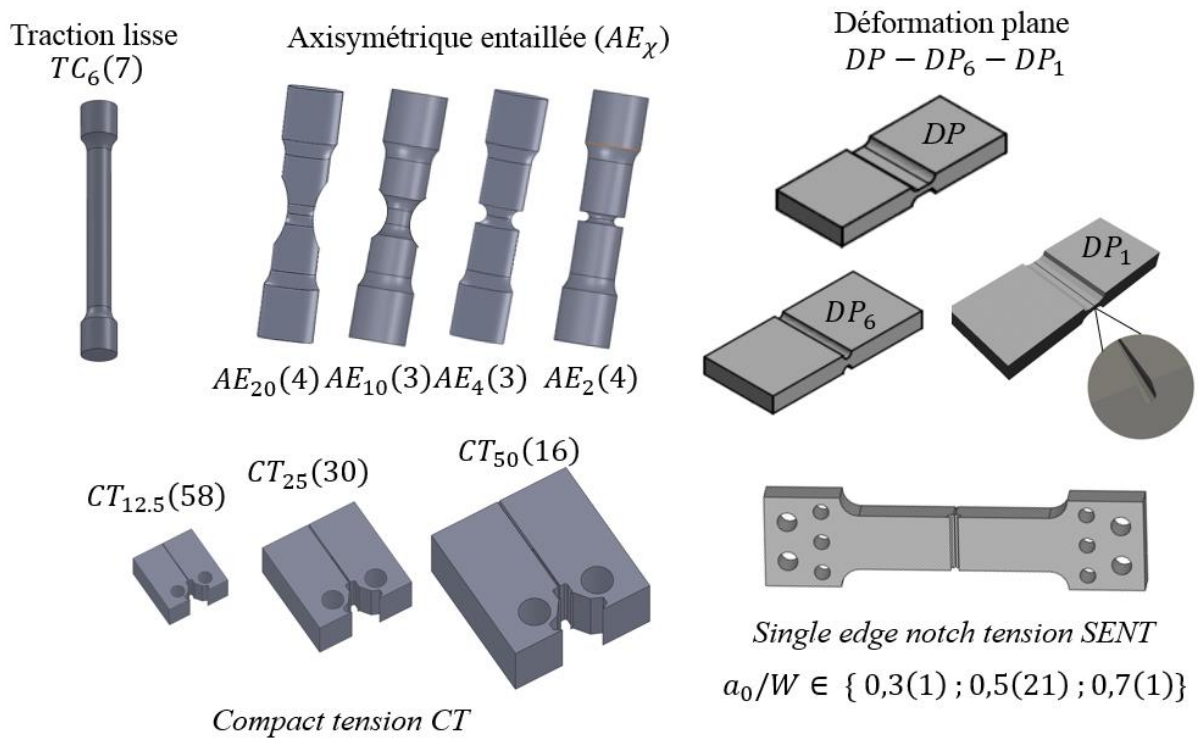 Traction lisse
TC₆(7)
Axisymétrique entaillée (AEᵪ)
Déformation plane
DP − DP₆ − DP₁
DP
DP₁
DP₆
AE₂₀(4) AE₁₀(3) AE₄(3) AE₂(4)
CT₁₂.₅(58)
CT₂₅(30)
CT₅₀(16)
Compact tension CT
Single edge notch tension SENT
a₀/W ∈ { 0,3(1) ; 0,5(21) ; 0,7(1)}